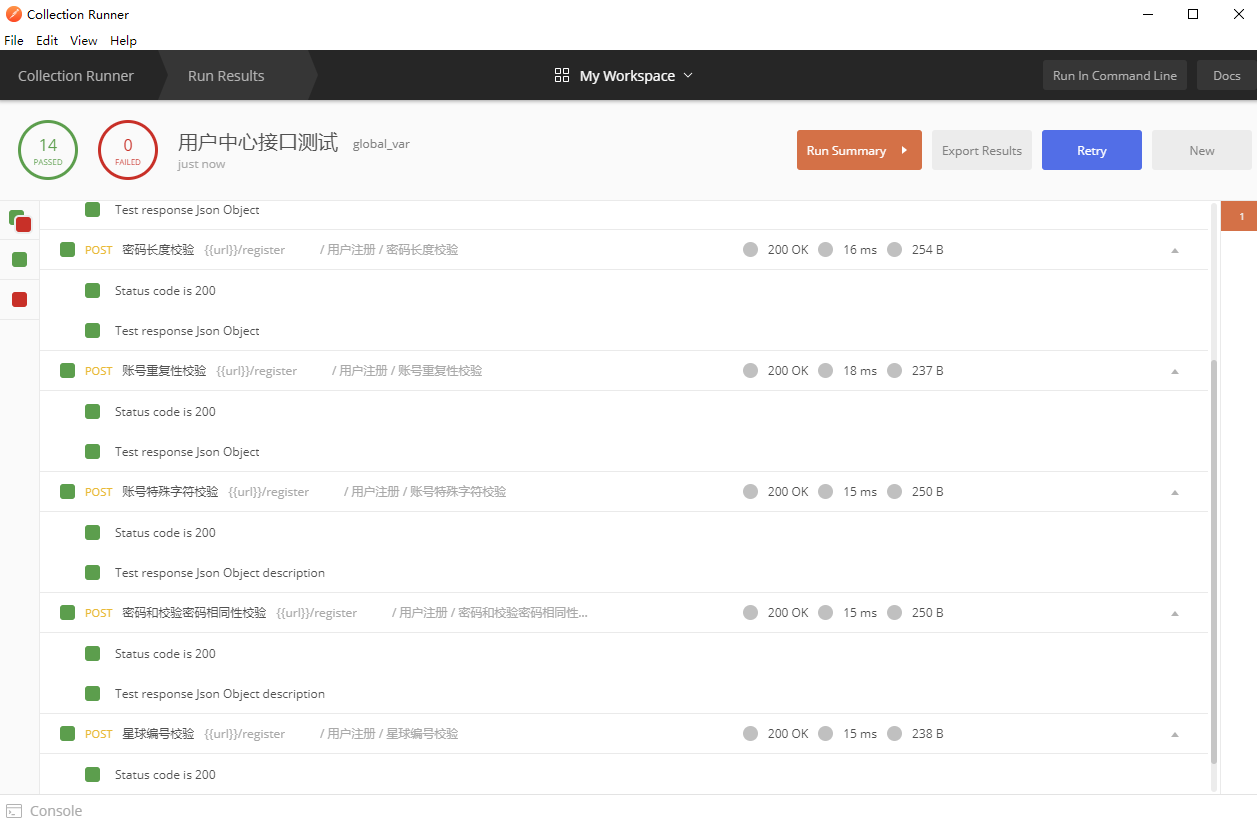 Collection Runner
File Edit View Help
Collection Runner Run Results My Workspace Run In Command Line Docs
14 PASSED 0 FAILED 用户中心接口测试 global_var just now Run Summary Export Results Retry New
Test response Json Object 1
POST 密码长度校验 {{url}}/register / 用户注册 / 密码长度校验 200 OK 16 ms 254 B
Status code is 200
Test response Json Object
POST 账号重复性校验 {{url}}/register / 用户注册 / 账号重复性校验 200 OK 18 ms 237 B
Status code is 200
Test response Json Object
POST 账号特殊字符校验 {{url}}/register / 用户注册 / 账号特殊字符校验 200 OK 15 ms 250 B
Status code is 200
Test response Json Object description
POST 密码和校验密码相同性校验 {{url}}/register / 用户注册 / 密码和校验密码相同性... 200 OK 15 ms 250 B
Status code is 200
Test response Json Object description
POST 星球编号校验 {{url}}/register / 用户注册 / 星球编号校验 200 OK 15 ms 238 B
Status code is 200
Console